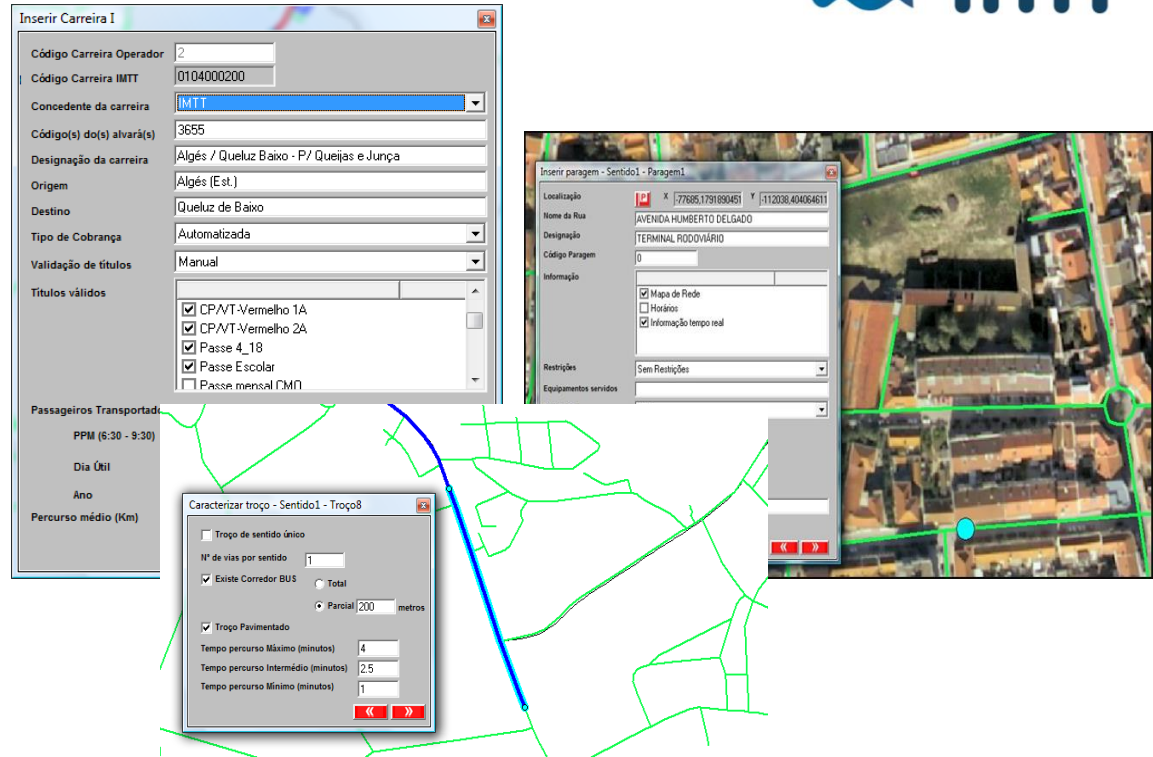 Inserir Carreira I
Código Carreira Operador 2
Código Carreira IMTT 0104000200
Concedente da carreira IMTT
Código(s) do(s) alvará(s) 3655
Designação da carreira Algés / Queluz Baixo - P/ Queijas e Junça
Origem Algés (Est.)
Destino Queluz de Baixo
Tipo de Cobrança Automatizada
Validação de títulos Manual
Títulos válidos
CP/VT-Vermelho 1A
CP/VT-Vermelho 2A
Passe 4_18
Passe Escolar
Passe mensal CMO
Passageiros Transportado
PPM (6:30 - 9:30)
Dia Útil
Ano
Percurso médio (Km)
Inserir paragem - Sentido1 - Paragem1
Localização P X -77685,1791890451 Y -112038,404064611
Nome da Rua AVENIDA HUMBERTO DELGADO
Designação TERMINAL RODOVIÁRIO
Código Paragem 0
Informação
Mapa de Rede
Horários
Informação tempo real
Restrições Sem Restrições
Equipamentos servidos
Caracterizar troço - Sentido1 - Troço8
Troço de sentido único
Nº de vias por sentido 1
Existe Corredor BUS Total
Parcial 200 metros
Troço Pavimentado
Tempo percurso Máximo (minutos) 4
Tempo percurso Intermédio (minutos) 2.5
Tempo percurso Mínimo (minutos) 1